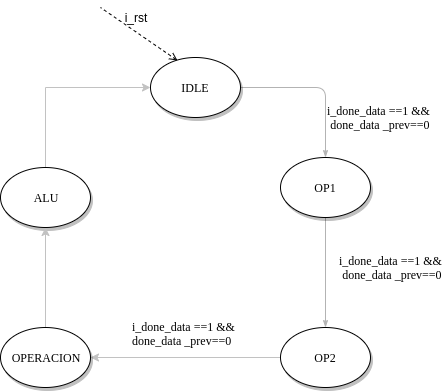 i_rst
IDLE
i_done_data ==1 &&
done_data _prev==0
OP1
ALU
i_done_data ==1 &&
done_data _prev==0
i_done_data ==1 &&
done_data _prev==0
OPERACION
OP2